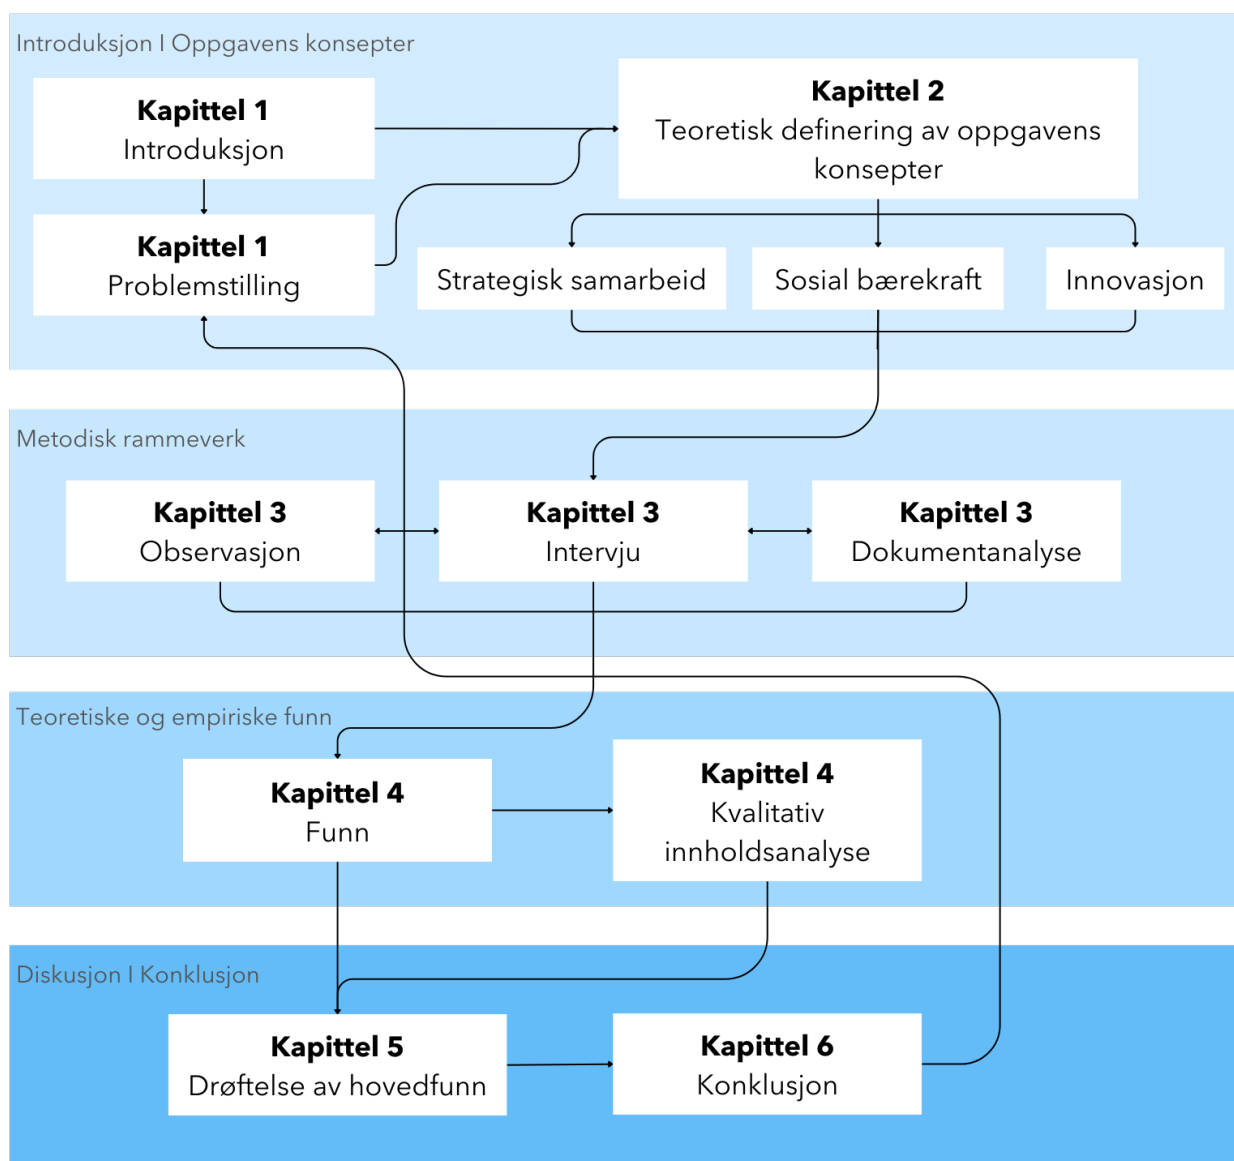 Introduksjon I Oppgavens konsepter
Kapittel 1
Introduksjon
Kapittel 2
Teoretisk definering av oppgavens
konsepter
Kapittel 1
Problemstilling
Strategisk samarbeid
Sosial bærekraft
Innovasjon
Metodisk rammeverk
Kapittel 3
Observasjon
Kapittel 3
Intervju
Kapittel 3
Dokumentanalyse
Teoretiske og empiriske funn
Kapittel 4
Funn
Kapittel 4
Kvalitativ
innholdsanalyse
Diskusjon I Konklusjon
Kapittel 5
Drøftelse av hovedfunn
Kapittel 6
Konklusjon